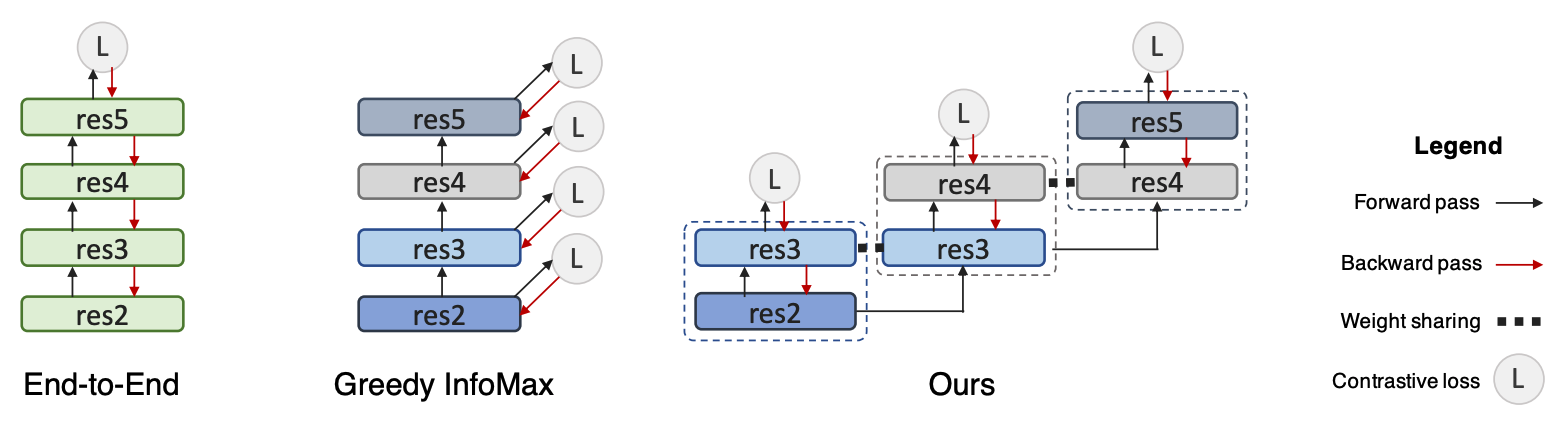 L
res5
res4
res3
res2
End-to-End
L
L
L
L
res5
res4
res3
res2
Greedy InfoMax
L
res3
res2
L
res4
res3
L
res5
res4
Ours
Legend
Forward pass
Backward pass
Weight sharing
Contrastive loss L